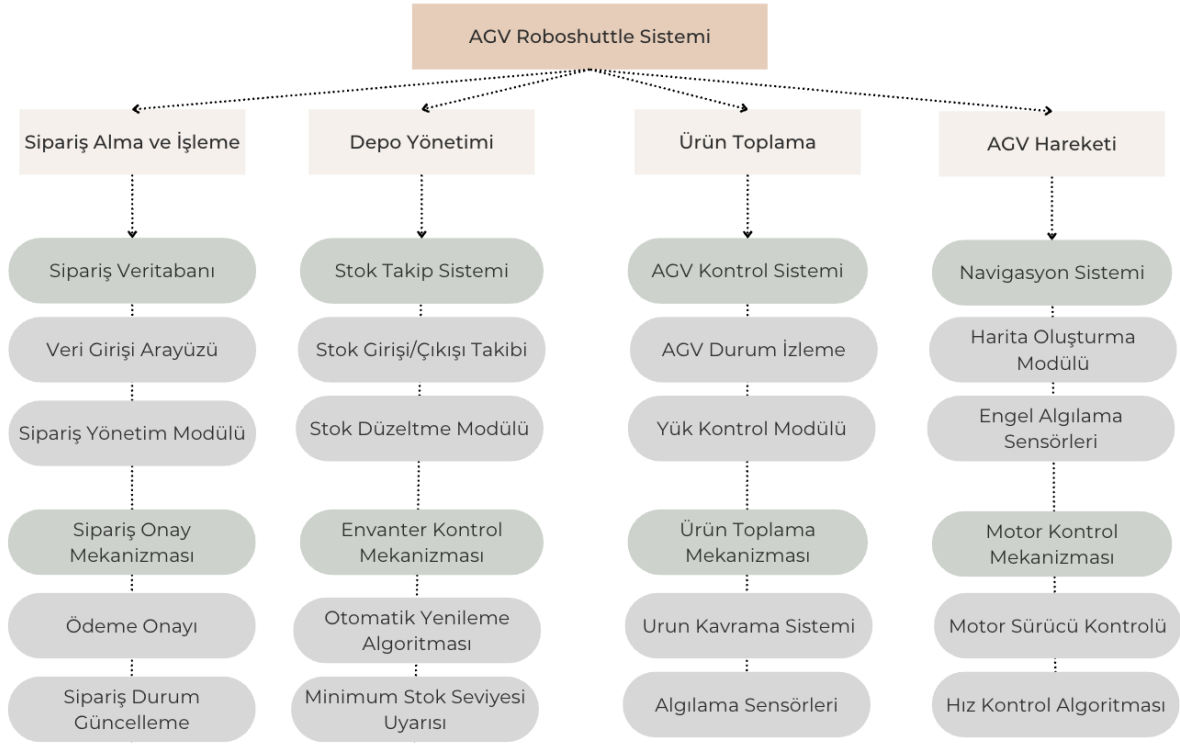 AGV Roboshuttle Sistemi
Sipariş Alma ve İşleme
Depo Yönetimi
Ürün Toplama
AGV Hareketi
Sipariş Veritabanı
Stok Takip Sistemi
AGV Kontrol Sistemi
Navigasyon Sistemi
Veri Girişi Arayüzü
Stok Girişi/Çıkışı Takibi
AGV Durum İzleme
Harita Oluşturma
Modülü
Sipariş Yönetim Modülü
Stok Düzeltme Modülü
Yük Kontrol Modülü
Engel Algılama
Sensörleri
Sipariş Onay
Mekanizması
Envanter Kontrol
Mekanizması
Ürün Toplama
Mekanizması
Motor Kontrol
Mekanizması
Ödeme Onayı
Otomatik Yenileme
Algoritması
Urun Kavrama Sistemi
Motor Sürücü Kontrolü
Sipariş Durum
Güncelleme
Minimum Stok Seviyesi
Uyarısı
Algılama Sensörleri
Hız Kontrol Algoritması